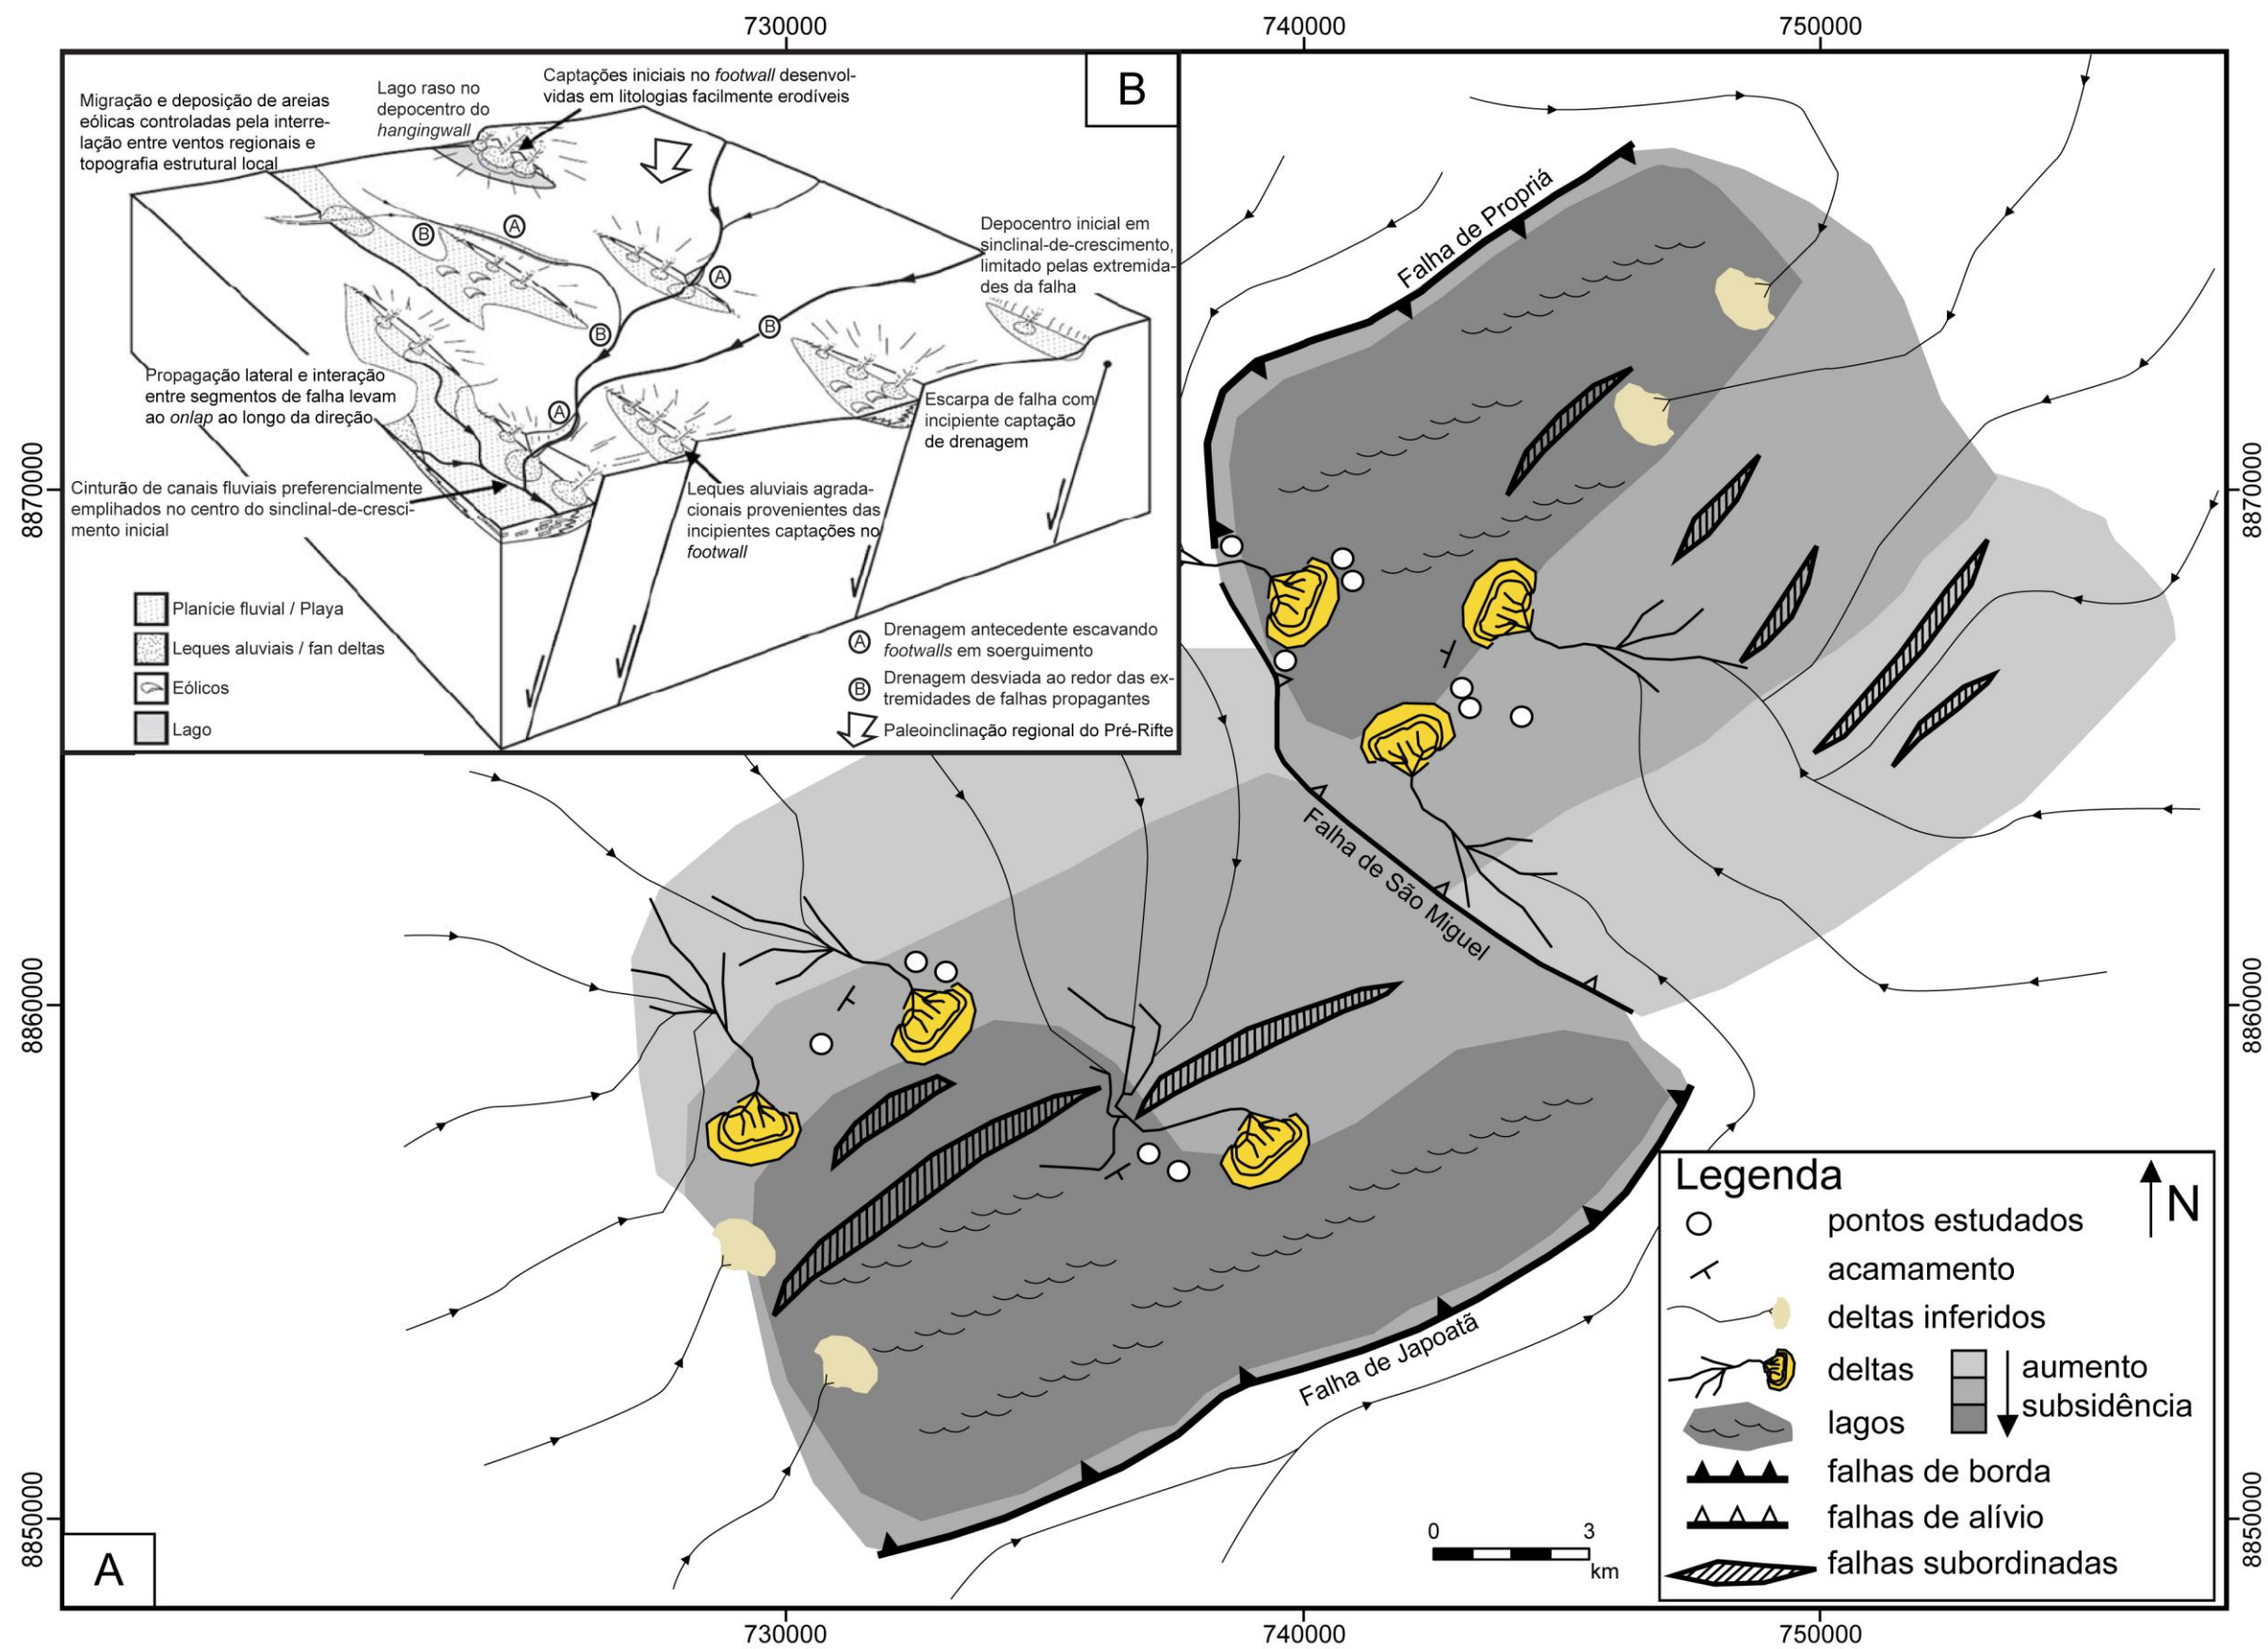 730000
740000
750000
B
Migração e deposição de areias
eólicas controladas pela interre-
lação entre ventos regionais e
topografia estrutural local
Lago raso no
depocentro do
hangingwall
Captações iniciais no footwall desenvol-
vidas em litologias facilmente erodíveis
Depocentro inicial em
sinclinal-de-crescimento,
limitado pelas extremida-
des da falha
B
A
A
B
B
A
Propagação lateral e interação
entre segmentos de falha levam
ao onlap ao longo da direção
Escarpa de falha com
incipiente captação
de drenagem
Cinturão de canais fluviais preferencialmente
emplihados no centro do sinclinal-de-cresci-
mento inicial
Leques aluviais agrada-
cionais provenientes das
incipientes captações no
footwall
Planície fluvial / Playa
Leques aluviais / fan deltas
Eólicos
Lago
A Drenagem antecedente escavando
footwalls em soerguimento
B Drenagem desviada ao redor das ex-
tremidades de falhas propagantes
Paleoinclinação regional do Pré-Rifte
Falha de Propriá
Falha de São Miguel
Falha de Japoatã
8870000
8860000
8850000
8870000
8860000
8850000
Legenda
N
pontos estudados
acamamento
deltas inferidos
deltas
aumento
subsidência
lagos
falhas de borda
falhas de alívio
falhas subordinadas
0 3
km
A
730000
740000
750000